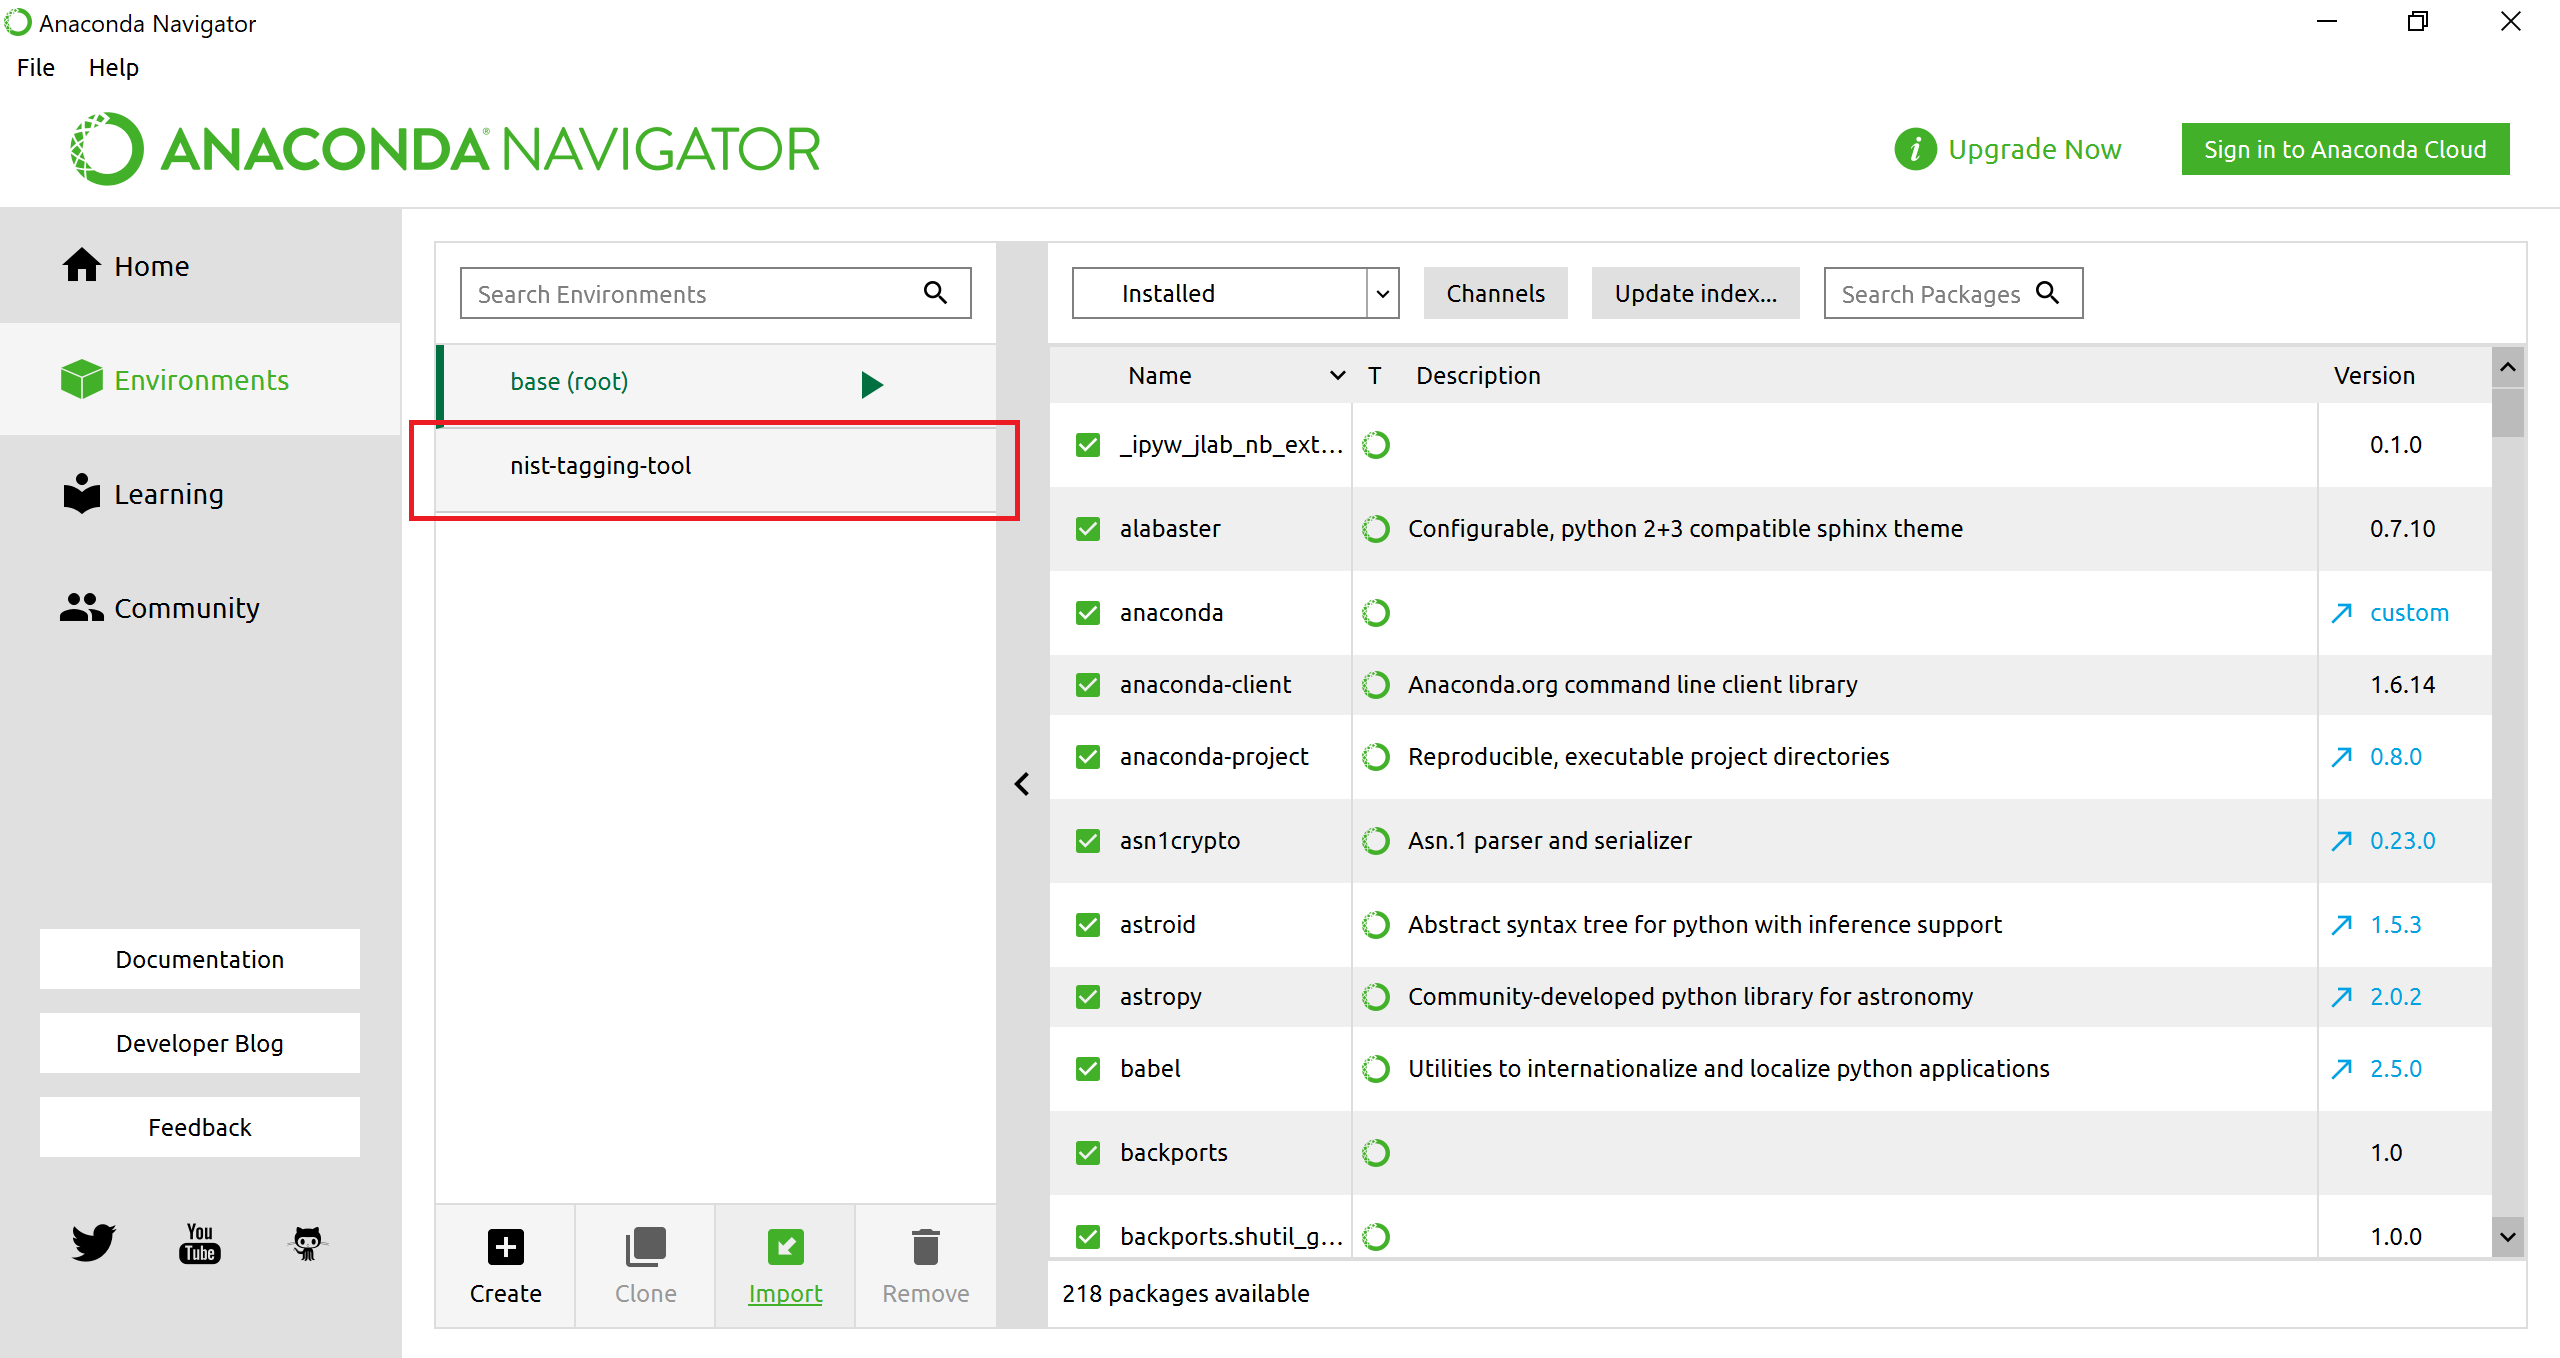 Anaconda Navigator
File Help
ANACONDA® NAVIGATOR
i Upgrade Now
Sign in to Anaconda Cloud
Home
Environments
Learning
Community
Documentation
Developer Blog
Feedback
You
Tube
Search Environments
base (root)
nist-tagging-tool
Create
Clone
Import
Remove
Installed
Channels
Update index...
Search Packages
Name T Description Version
_ipyw_jlab_nb_ext... 0.1.0
alabaster Configurable, python 2+3 compatible sphinx theme 0.7.10
anaconda custom
anaconda-client Anaconda.org command line client library 1.6.14
anaconda-project Reproducible, executable project directories 0.8.0
asn1crypto Asn.1 parser and serializer 0.23.0
astroid Abstract syntax tree for python with inference support 1.5.3
astropy Community-developed python library for astronomy 2.0.2
babel Utilities to internationalize and localize python applications 2.5.0
backports 1.0
backports.shutil_g... 1.0.0
218 packages available